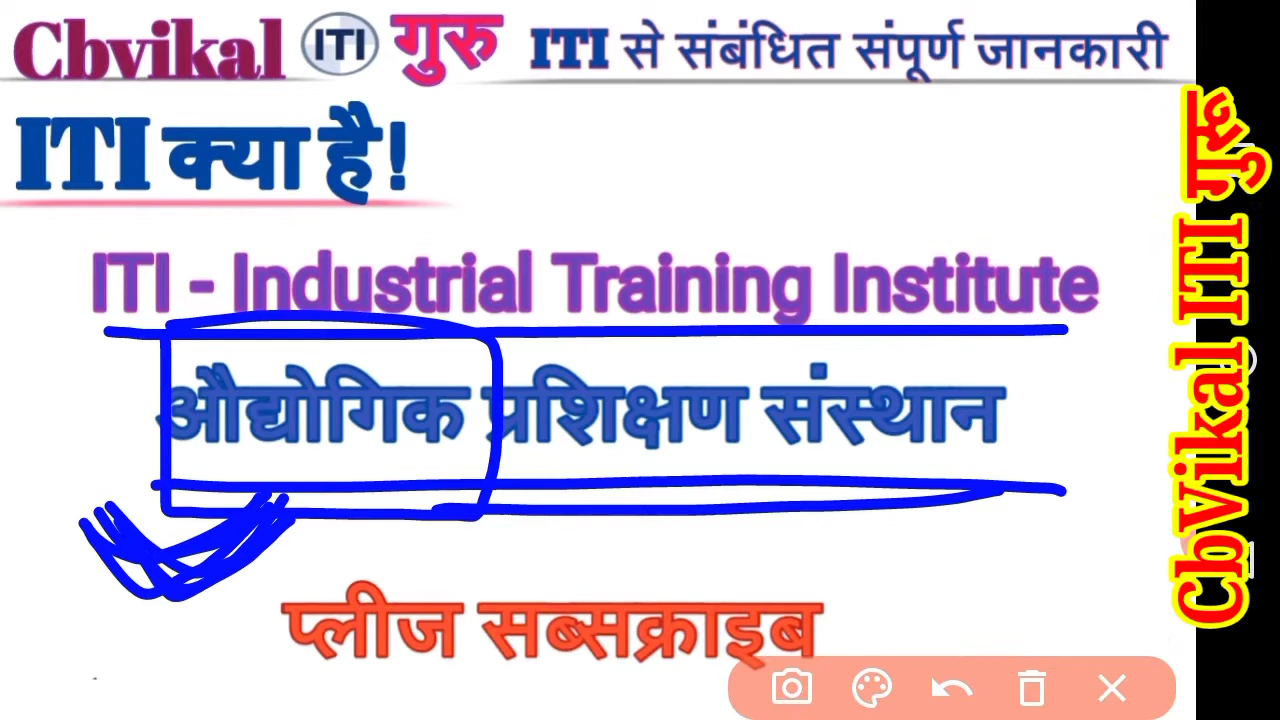 Cbvikal ITI गुरु ITI से संबंधित संपूर्ण जानकारी
ITI क्या है!
ITI - Industrial Training Institute
औद्योगिक प्रशिक्षण संस्थान
प्लीज सब्सक्राइब
CbVikal ITI गुरु